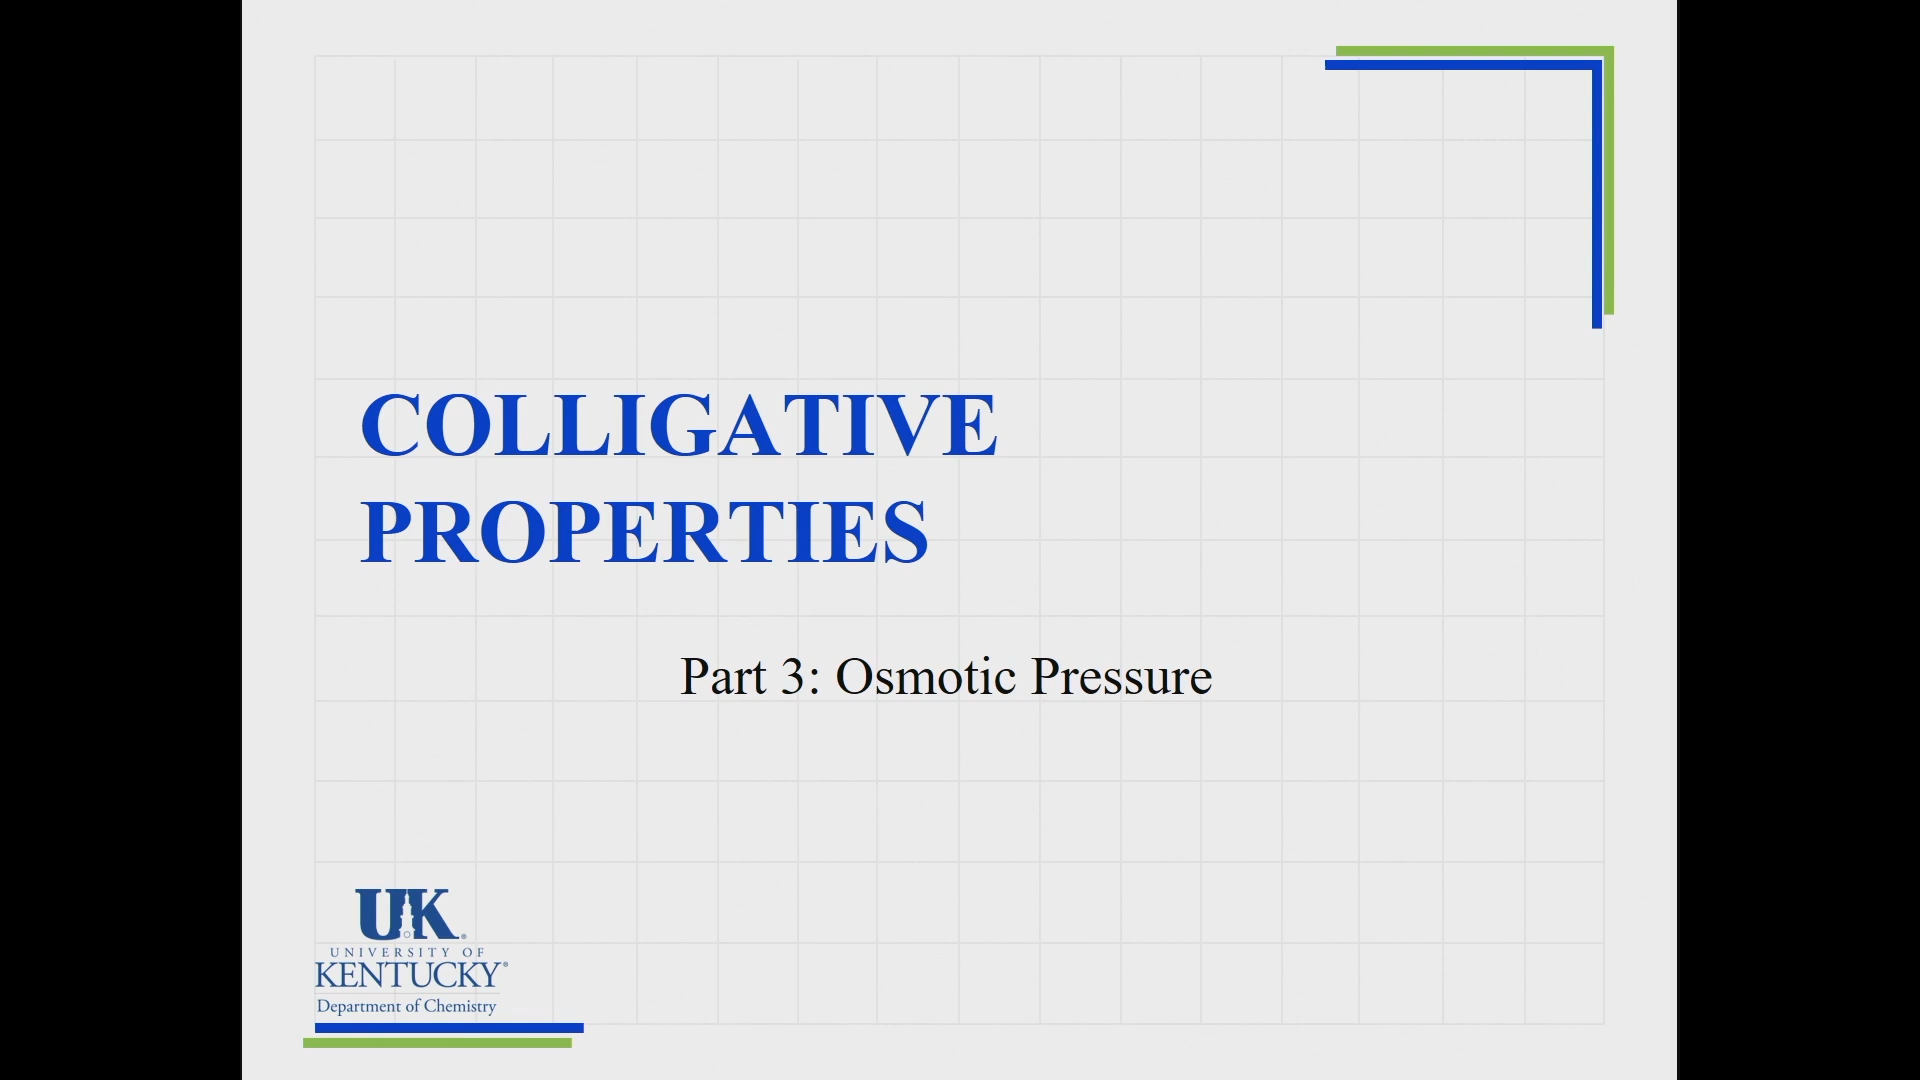 COLLIGATIVE
PROPERTIES
Part 3: Osmotic Pressure
UK®
UNIVERSITY OF
KENTUCKY®
Department of Chemistry